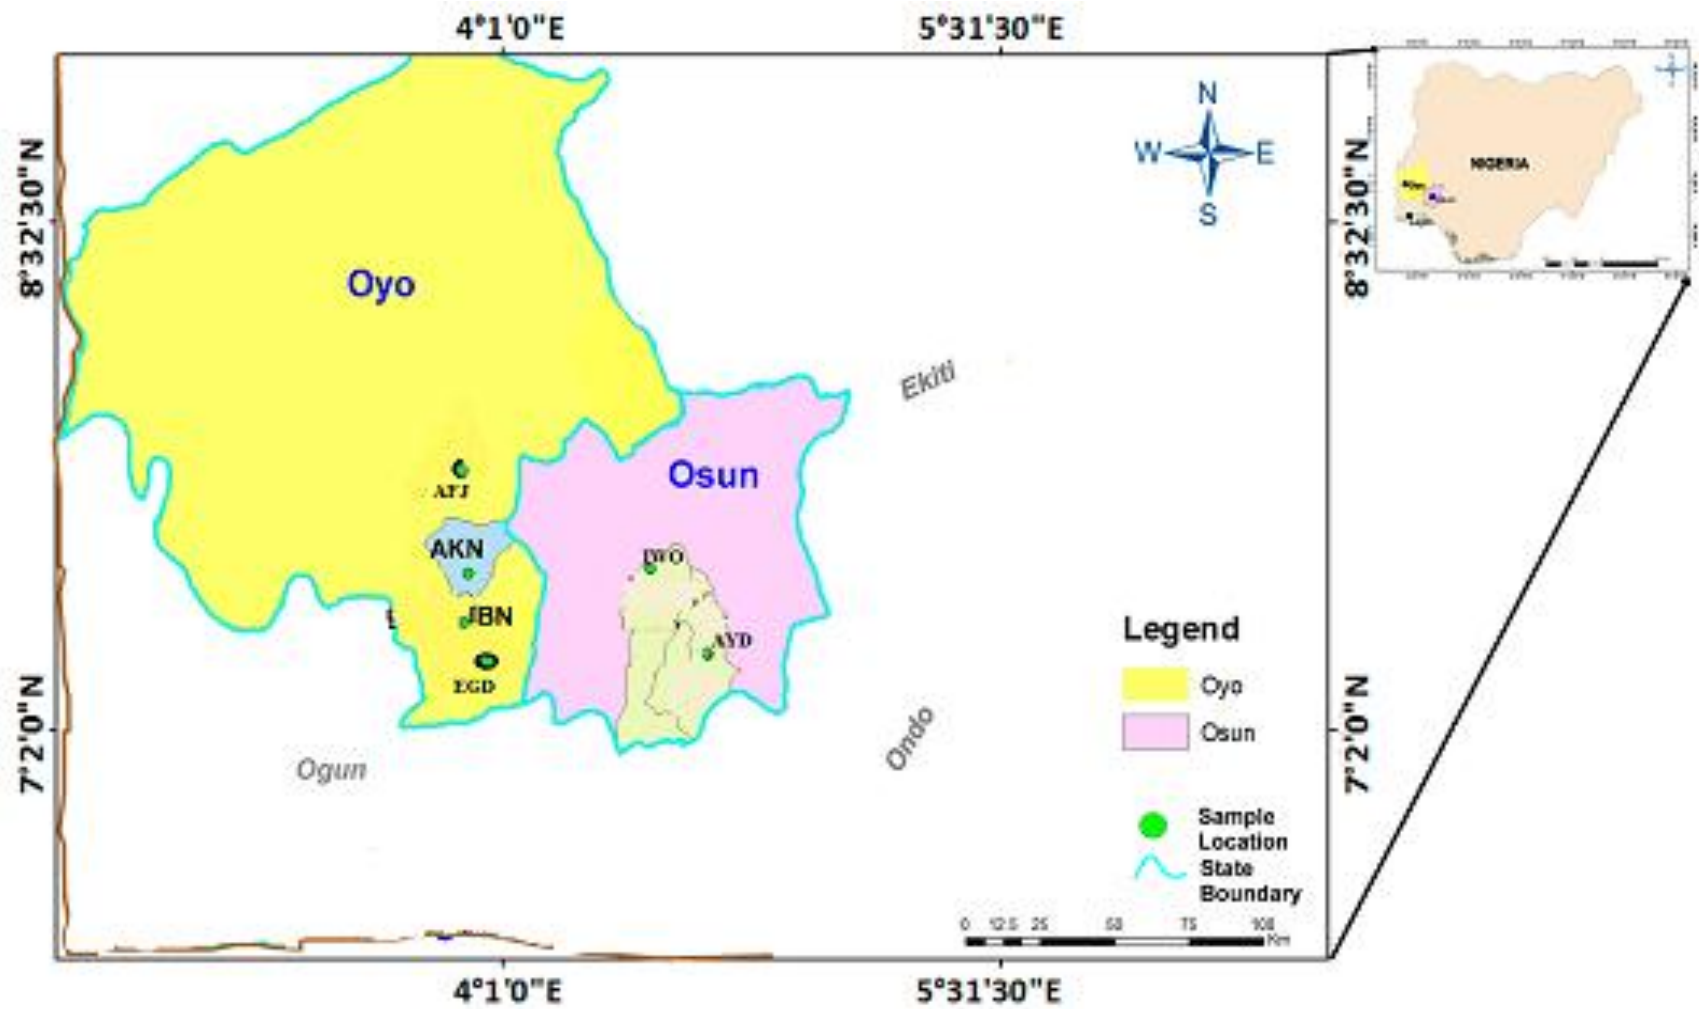 4°1'0"E 5°31'30"E
N
W E
S
8°32'30"N
8°32'30"N
NIGERIA
Oyo
Ekiti
Osun
AFJ
AKN
IWO
IBN
AYD
EGD
7°2'0"N
7°2'0"N
Ogun
Ondo
Legend
Oyo
Osun
Sample
Location
State
Boundary
0 12.5 25 50 75 100
Km
4°1'0"E 5°31'30"E